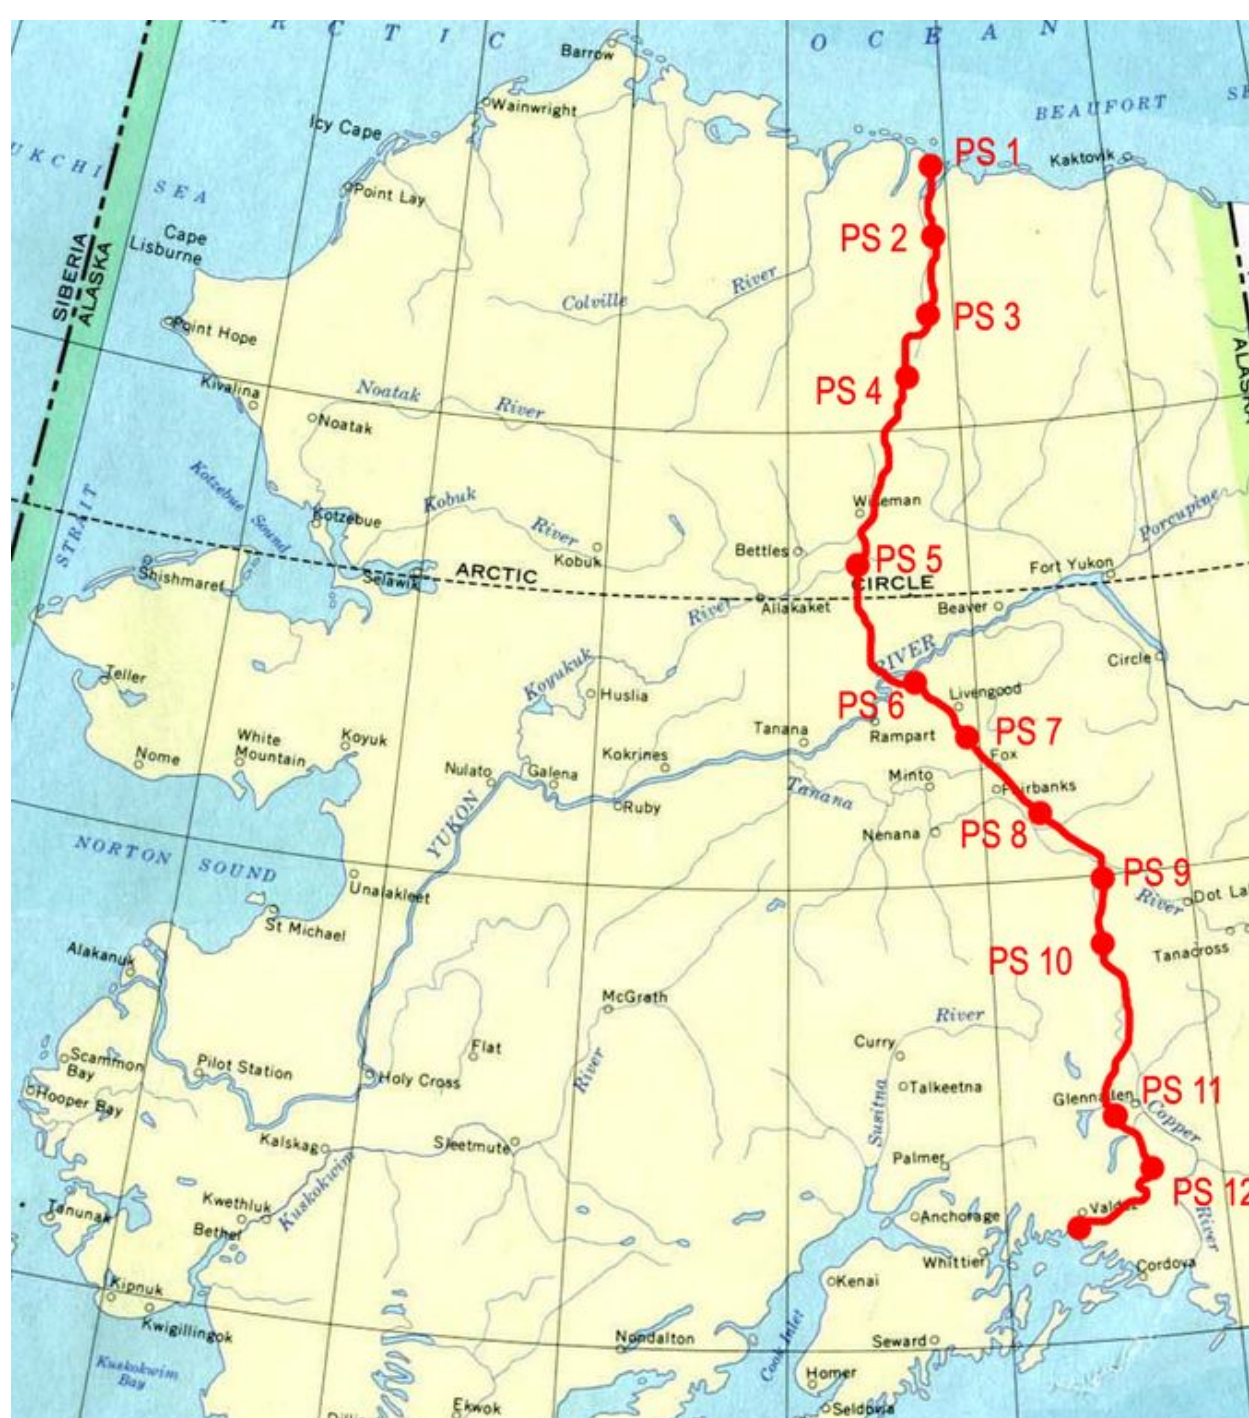 ARCTIC
OCEAN
Barrow
Wainwright
Icy Cape
BEAUFORT
UKCHI
SEA
Point Lay
PS 1
Kaktovik
Cape
Lisburne
PS 2
SIBERIA
ALASKA
River
Colville
Point Hope
PS 3
ALASKA
Kivalina
Noatak
River
PS 4
Noatak
Kotzebue Sound
Kobuk
Wiseman
Porcupine
STRAIT
Kotzebue
River
Kobuk
Bettles
PS 5
Fort Yukon
Shishmaref
Selawik
ARCTIC
CIRCLE
River
Allakaket
Beaver
Koyukuk
RIVER
Circle
Teller
Huslia
Livengood
PS 6
Tanana
Rampart
PS 7
White
Mountain
Koyuk
Nome
Kokrines
Fox
Nulato
Galena
Minto
Fairbanks
Tanana
Ruby
YUKON
Nenana
PS 8
NORTON SOUND
Unalakleet
PS 9
River
Dot La
St Michael
Alakanuk
PS 10
Tanacross
McGrath
River
Flat
Curry
Scammon
Bay
Pilot Station
Holy Cross
River
Talkeetna
PS 11
Hooper Bay
Glennallen
Copper
Susitna
Kalskag
Sleetmute
Palmer
Kuskokwim
PS 12
Kwethluk
Tanunak
Anchorage
Valdez
River
Bethel
Whittier
Cordova
Kipnuk
Kenai
Kwigillingok
Nondalton
Cook Inlet
Seward
Kuskokwim
Bay
Homer
Ekwok
Seldovia